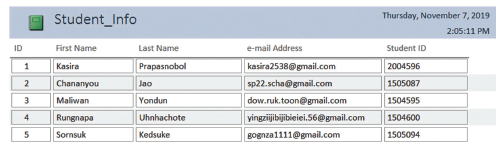 Student_Info
Thursday, November 7, 2019
2:05:11 PM
ID First Name Last Name e-mail Address Student ID
1 Kasira Prapasnobol kasira2538@gmail.com 2004596
2 Chananyou Jao sp22.scha@gmail.com 1505087
3 Maliwan Yondun dow.ruk.toon@gmail.com 1504595
4 Rungnapa Uhnhachote yingziijibijibieiei.56@gmail.com 1504600
5 Sornsuk Kedsuke gognza1111@gmail.com 1505094